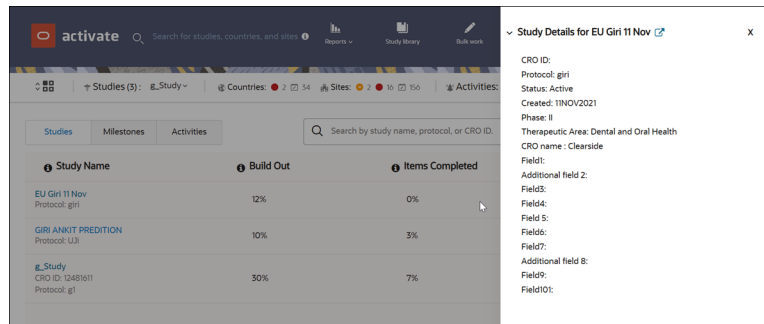 activate
Search for studies, countries, and sites
Reports
Study library
Bulk work
Studies (3) : g_Study
Countries: 2 34
Sites: 2 16 156
Activities:
Studies
Milestones
Activities
Search by study name, protocol, or CRO ID.
Study Name Build Out Items Completed
EU Giri 11 Nov
Protocol: giri
12% 0%
GIRI ANKIT PREDITION
Protocol: UJi
10% 3%
g_Study
CRO ID: 12481611
Protocol: g1
30% 7%
Study Details for EU Giri 11 Nov X
CRO ID:
Protocol: giri
Status: Active
Created: 11NOV2021
Phase: II
Therapeutic Area: Dental and Oral Health
CRO name : Clearside
Field1:
Additional field 2:
Field3:
Field4:
Field 5:
Field6:
Field7:
Additional field 8:
Field9:
Field101: